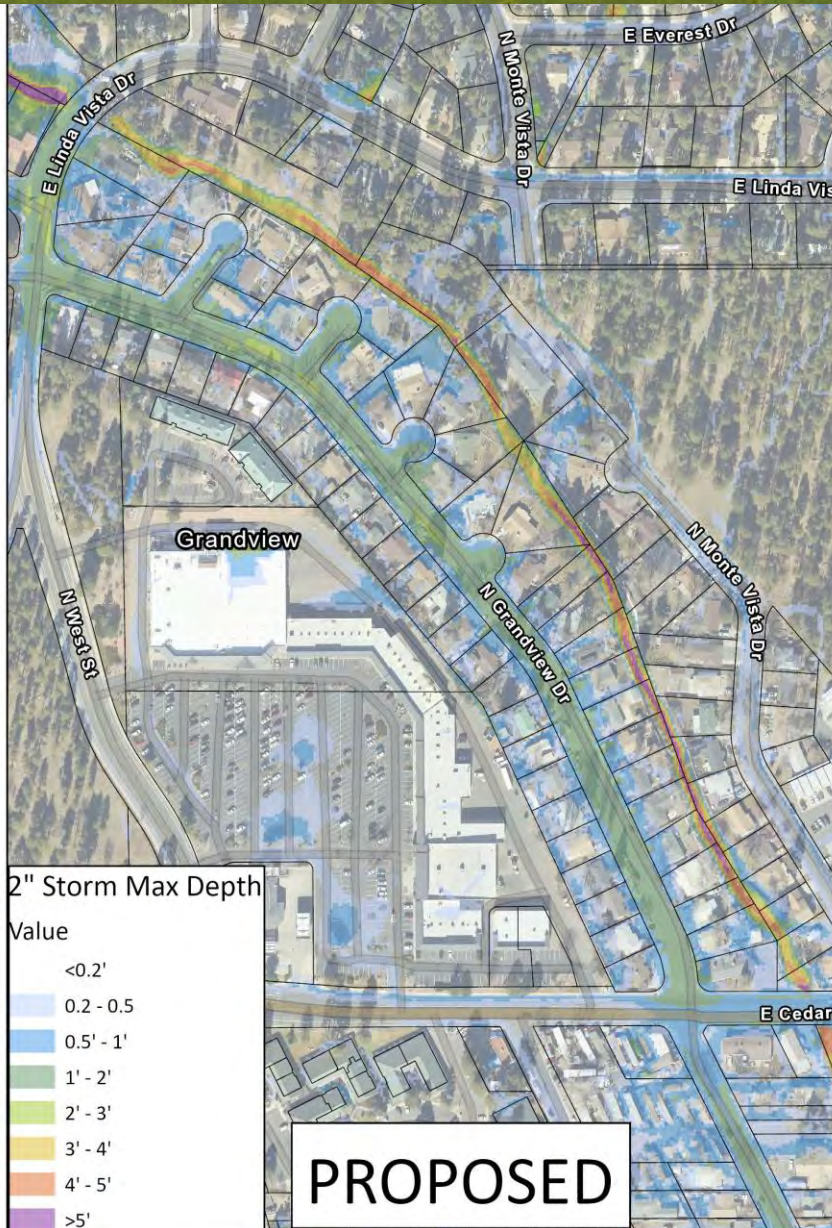 E Everest Dr
N Monte Vista Dr
E Linda Vista Dr
E Linda Vis
Grandview
N Monte Vista Dr
N Grandview Dr
N West St
E Cedar
2" Storm Max Depth
Value
<0.2'
0.2 - 0.5
0.5' - 1'
1' - 2'
2' - 3'
3' - 4'
4' - 5'
>5'
PROPOSED